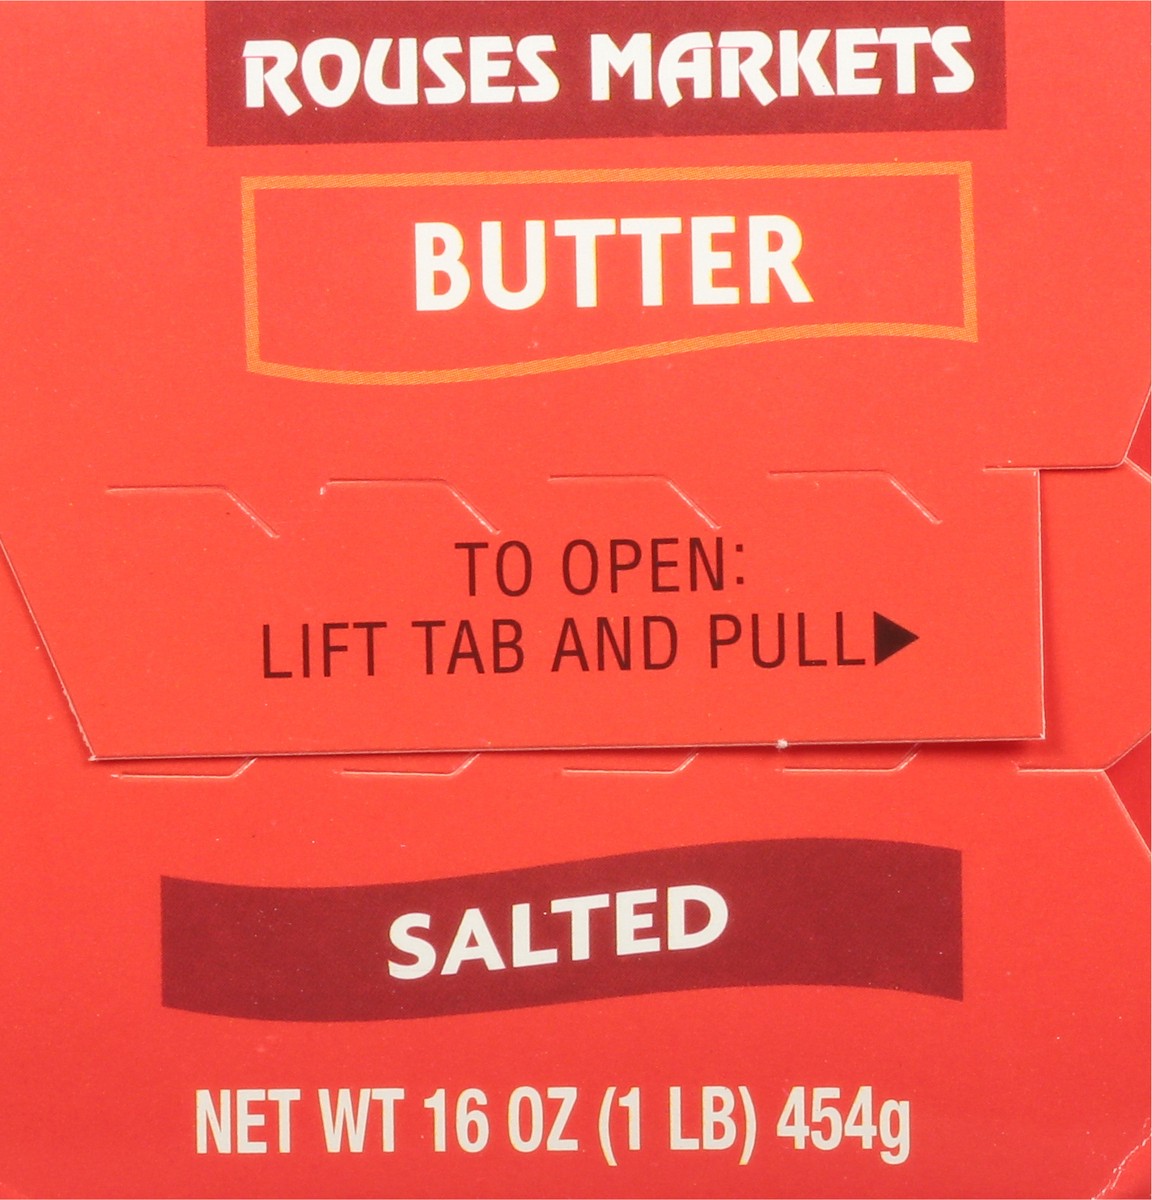 ROUSES MARKETS
BUTTER
TO OPEN:
LIFT TAB AND PULL▶
SALTED
NET WT 16 OZ (1 LB) 454g